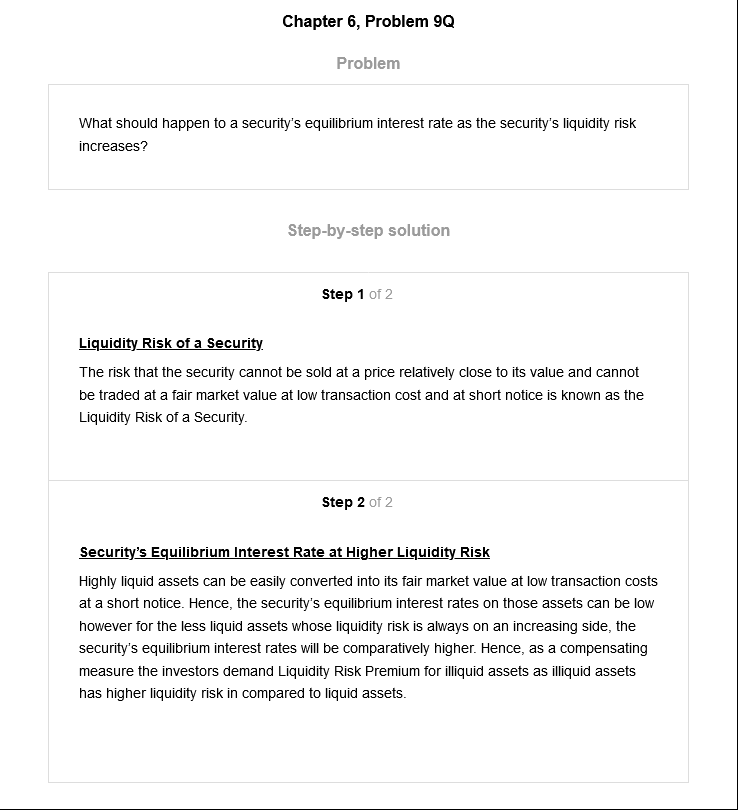 Chapter 6, Problem 9Q
Problem
What should happen to a security's equilibrium interest rate as the security's liquidity risk
increases?
Step-by-step solution
Step 1 of 2
Liquidity Risk of a Security
The risk that the security cannot be sold at a price relatively close to its value and cannot
be traded at a fair market value at low transaction cost and at short notice is known as the
Liquidity Risk of a Security.
Step 2 of 2
Security's Equilibrium Interest Rate at Higher Liquidity Risk
Highly liquid assets can be easily converted into its fair market value at low transaction costs
at a short notice. Hence, the security's equilibrium interest rates on those assets can be low
however for the less liquid assets whose liquidity risk is always on an increasing side, the
security's equilibrium interest rates will be comparatively higher. Hence, as a compensating
measure the investors demand Liquidity Risk Premium for illiquid assets as illiquid assets
has higher liquidity risk in compared to liquid assets.